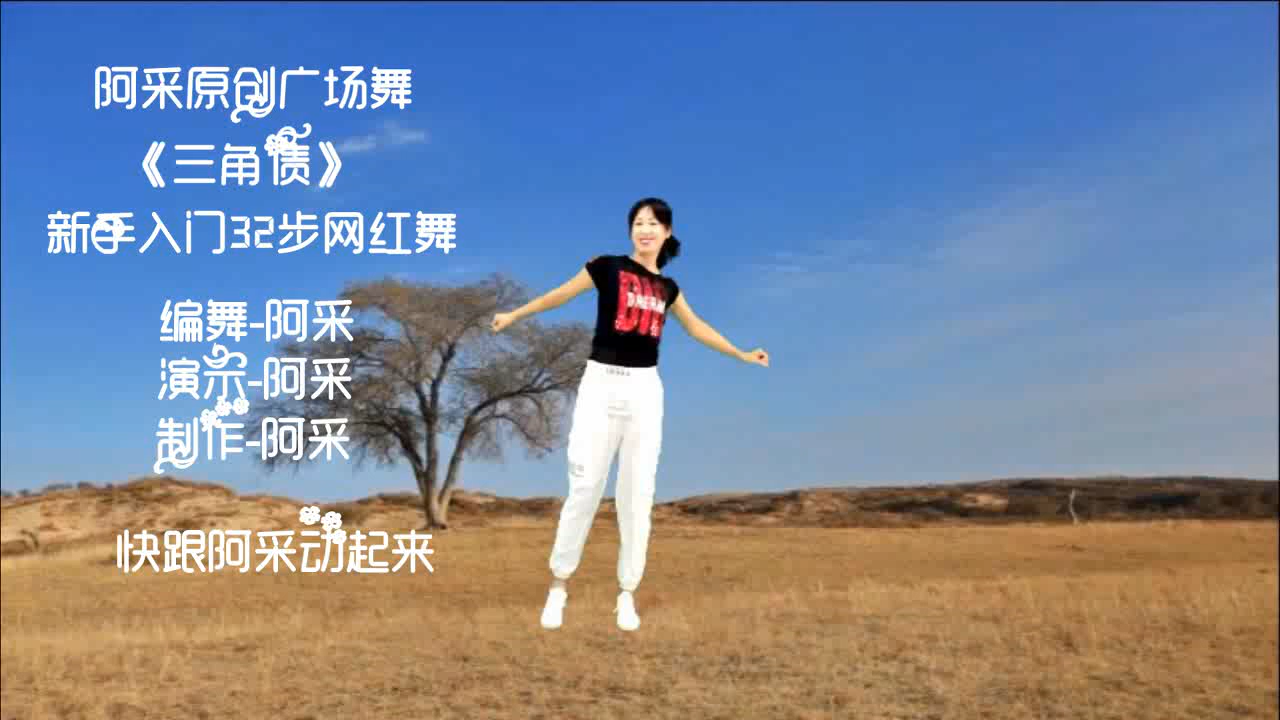 阿采原创广场舞
《三角债》
新手入门32步网红舞
编舞-阿采
演示-阿采
制作-阿采
快跟阿采动起来